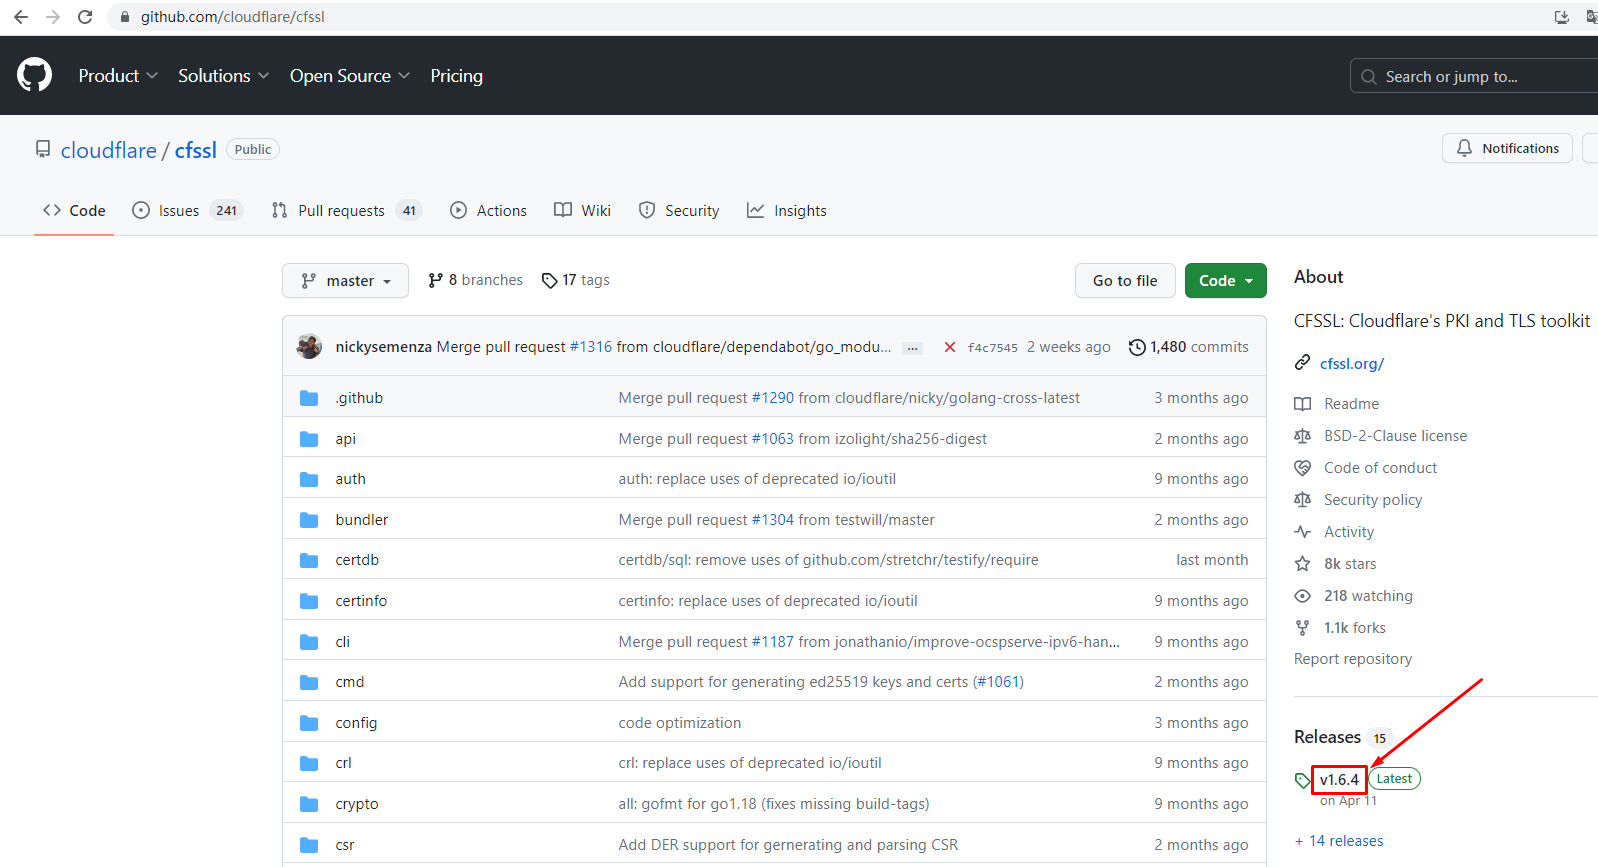 github.com/cloudflare/cfssl
Product Solutions Open Source Pricing Search or jump to...
cloudflare / cfssl Public Notifications
Code Issues 241 Pull requests 41 Actions Wiki Security Insights
master 8 branches 17 tags Go to file Code
nickysemenza Merge pull request #1316 from cloudflare/dependabot/go_modu... ... f4c7545 2 weeks ago 1,480 commits
.github Merge pull request #1290 from cloudflare/nicky/golang-cross-latest 3 months ago
api Merge pull request #1063 from izolight/sha256-digest 2 months ago
auth auth: replace uses of deprecated io/ioutil 9 months ago
bundler Merge pull request #1304 from testwill/master 2 months ago
certdb certdb/sql: remove uses of github.com/stretchr/testify/require last month
certinfo certinfo: replace uses of deprecated io/ioutil 9 months ago
cli Merge pull request #1187 from jonathanio/improve-ocspserve-ipv6-han... 9 months ago
cmd Add support for generating ed25519 keys and certs (#1061) 2 months ago
config code optimization 3 months ago
crl crl: replace uses of deprecated io/ioutil 9 months ago
crypto all: gofmt for go1.18 (fixes missing build-tags) 9 months ago
csr Add DER support for gernerating and parsing CSR 2 months ago
About
CFSSL: Cloudflare's PKI and TLS toolkit
cfssl.org/
Readme
BSD-2-Clause license
Code of conduct
Security policy
Activity
8k stars
218 watching
1.1k forks
Report repository
Releases 15
v1.6.4 Latest
on Apr 11
+ 14 releases